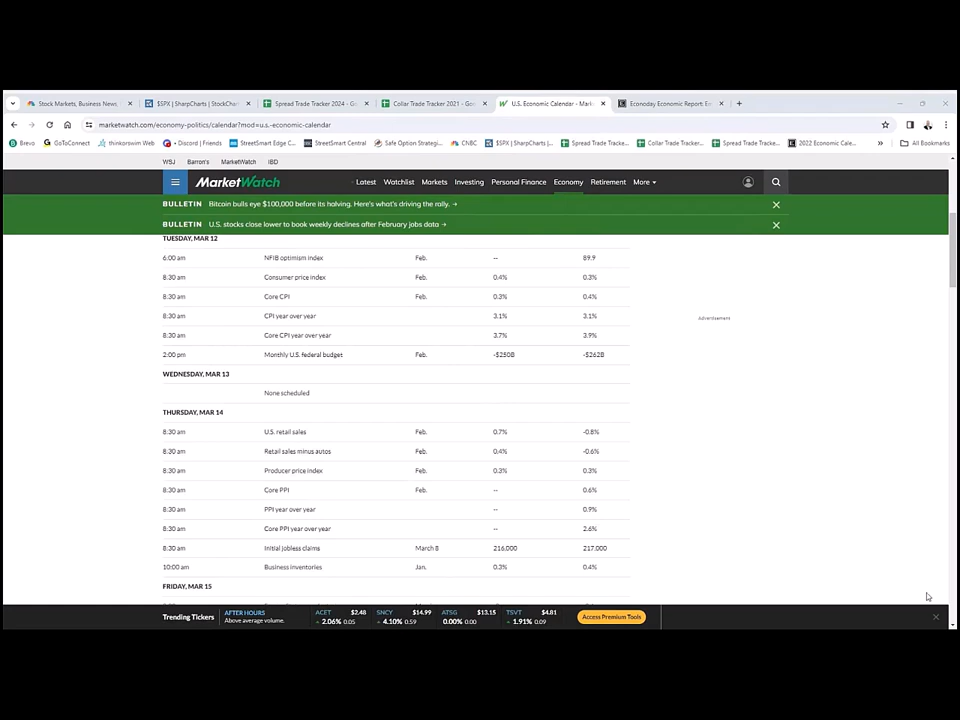 Stock Markets, Business News
$SPX | SharpCharts | StockChar
Spread Trade Tracker 2024 - Go
Collar Trade Tracker 2021 - Goo
U.S. Economic Calendar - Mark
Econoday Economic Report: Ec
marketwatch.com/economy-politics/calendar?mod=u.s.-economic-calendar
Brevo GoToConnect thinkorswim Web • Discord | Friends StreetSmart Edge C... StreetSmart Central Safe Option Strategi... CNBC $SPX | SharpCharts |... Spread Trade Tracke... Collar Trade Tracker... Spread Trade Tracke... 2022 Economic Cale... » All Bookmarks
WSJ Barron's MarketWatch IBD
MarketWatch Latest Watchlist Markets Investing Personal Finance Economy Retirement More
BULLETIN Bitcoin bulls eye $100,000 before its halving. Here's what's driving the rally. →
BULLETIN U.S. stocks close lower to book weekly declines after February jobs data →
TUESDAY, MAR 12
6:00 am NFIB optimism index Feb. -- 89.9
8:30 am Consumer price index Feb. 0.4% 0.3%
8:30 am Core CPI Feb. 0.3% 0.4%
8:30 am CPI year over year 3.1% 3.1%
Advertisement
8:30 am Core CPI year over year 3.7% 3.9%
2:00 pm Monthly U.S. federal budget Feb. -$250B -$262B
WEDNESDAY, MAR 13
None scheduled
THURSDAY, MAR 14
8:30 am U.S. retail sales Feb. 0.7% -0.8%
8:30 am Retail sales minus autos Feb. 0.4% -0.6%
8:30 am Producer price index Feb. 0.3% 0.3%
8:30 am Core PPI Feb. -- 0.6%
8:30 am PPI year over year -- 0.9%
8:30 am Core PPI year over year -- 2.6%
8:30 am Initial jobless claims March 8 216,000 217,000
10:00 am Business inventories Jan. 0.3% 0.4%
FRIDAY, MAR 15
Trending Tickers
AFTER HOURS
Above average volume.
ACET $2.48
2.06% 0.05
SNCY $14.99
4.10% 0.59
ATSG $13.15
0.00% 0.00
TSVT $4.81
1.91% 0.09
Access Premium Tools